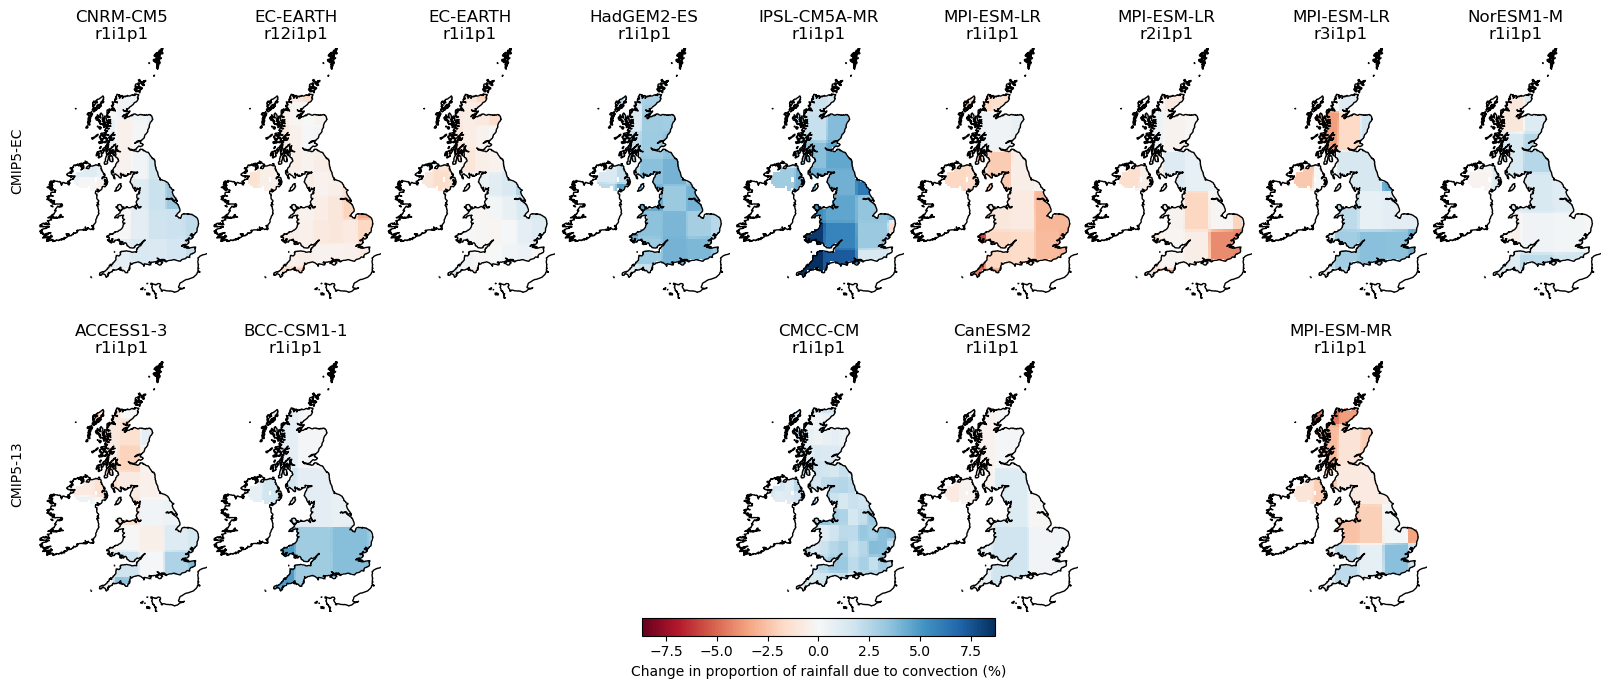 CNRM-CM5
r1i1p1
EC-EARTH
r12i1p1
EC-EARTH
r1i1p1
HadGEM2-ES
r1i1p1
IPSL-CM5A-MR
r1i1p1
MPI-ESM-LR
r1i1p1
MPI-ESM-LR
r2i1p1
MPI-ESM-LR
r3i1p1
NorESM1-M
r1i1p1
CMIP5-EC
ACCESS1-3
r1i1p1
BCC-CSM1-1
r1i1p1
CMCC-CM
r1i1p1
CanESM2
r1i1p1
MPI-ESM-MR
r1i1p1
CMIP5-13
−7.5 −5.0 −2.5 0.0 2.5 5.0 7.5
Change in proportion of rainfall due to convection (%)